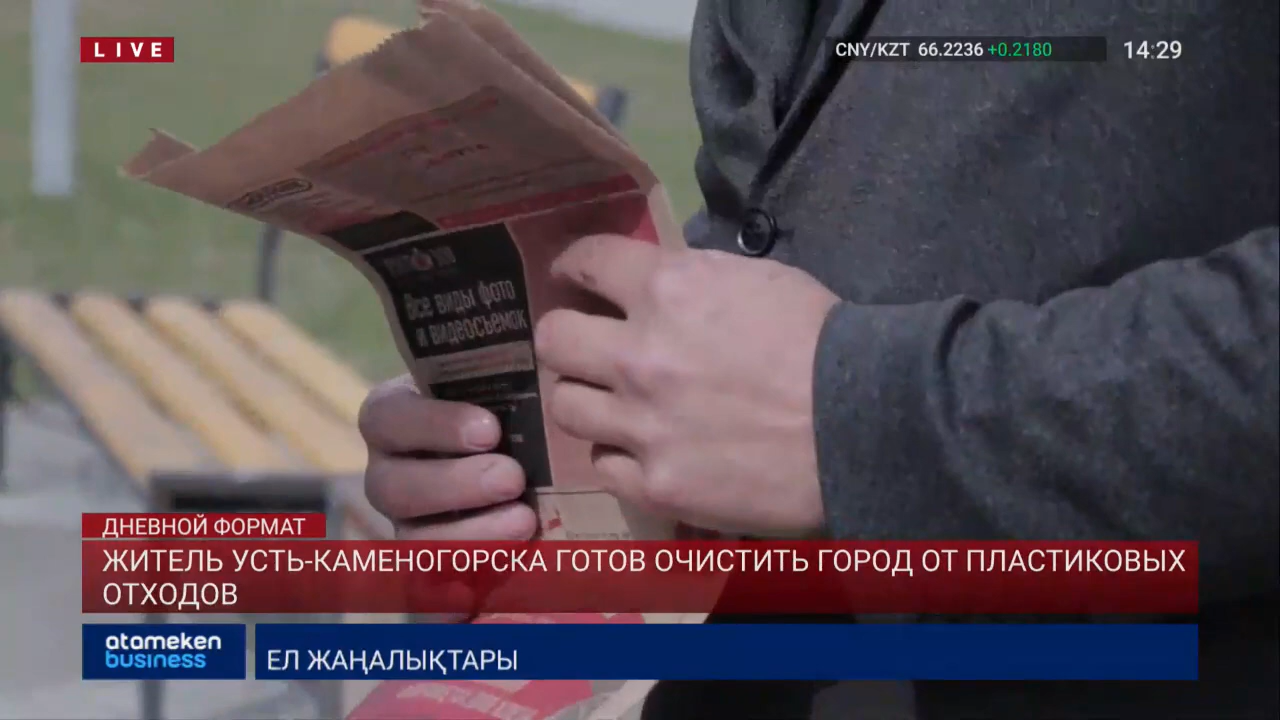 LIVE
CNY/KZT 66.2236 +0.2180
14:29
Все виды фото
и видеосъемок
ДНЕВНОЙ ФОРМАТ
ЖИТЕЛЬ УСТЬ-КАМЕНОГОРСКА ГОТОВ ОЧИСТИТЬ ГОРОД ОТ ПЛАСТИКОВЫХ
ОТХОДОВ
atameken
business
ЕЛ ЖАҢАЛЫҚТАРЫ